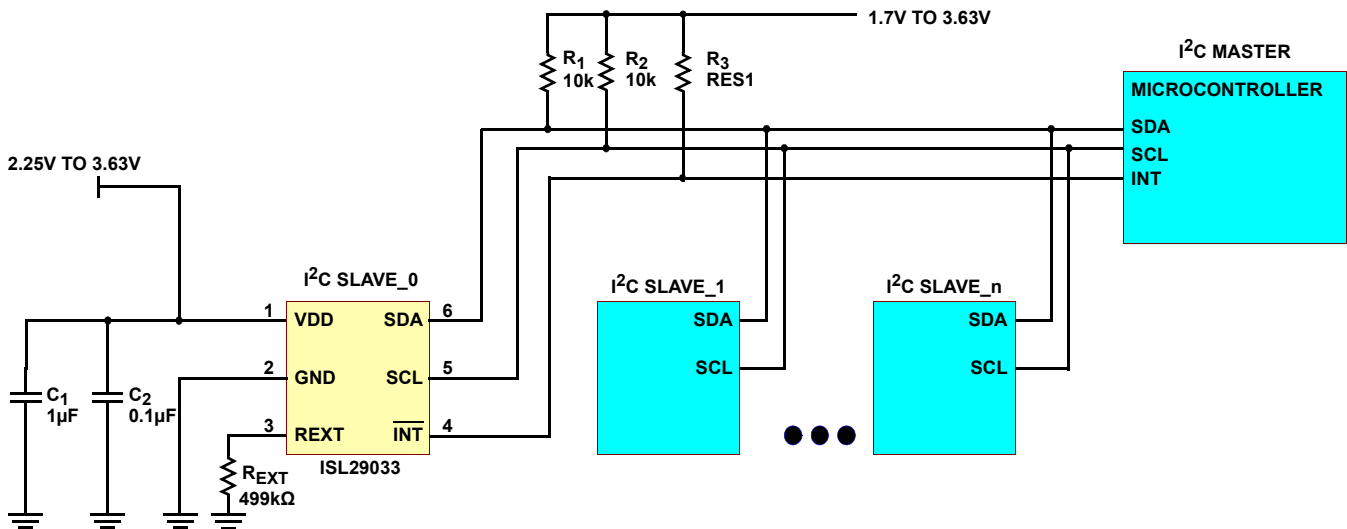 1.7V TO 3.63V
R1
10k
R2
10k
R3
RES1
I2C MASTER
MICROCONTROLLER
SDA
SCL
INT
2.25V TO 3.63V
I2C SLAVE_0
1
VDD
SDA
6
2
GND
SCL
5
3
REXT
INT
4
ISL29033
C1
1µF
C2
0.1µF
REXT
499kΩ
I2C SLAVE_1
SDA
SCL
I2C SLAVE_n
SDA
SCL